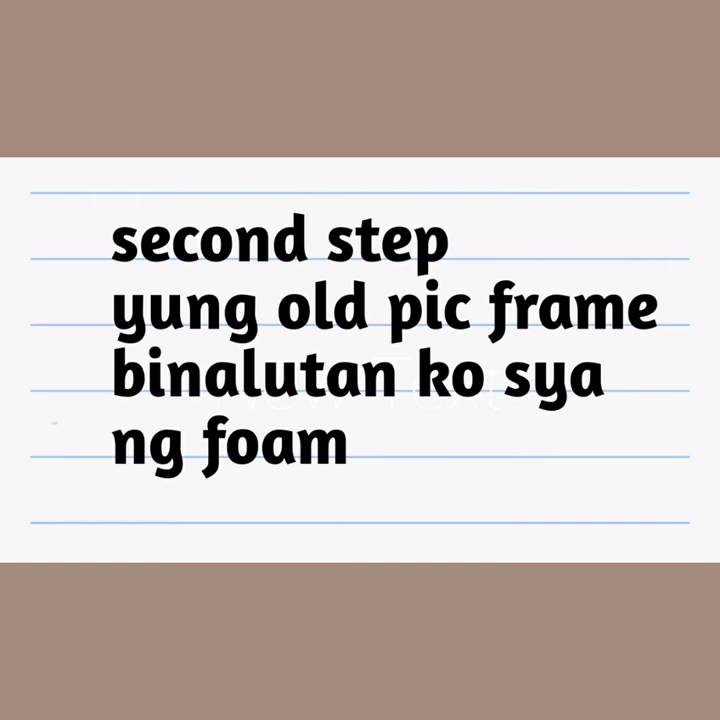 second step
yung old pic frame
binalutan ko sya
ng foam